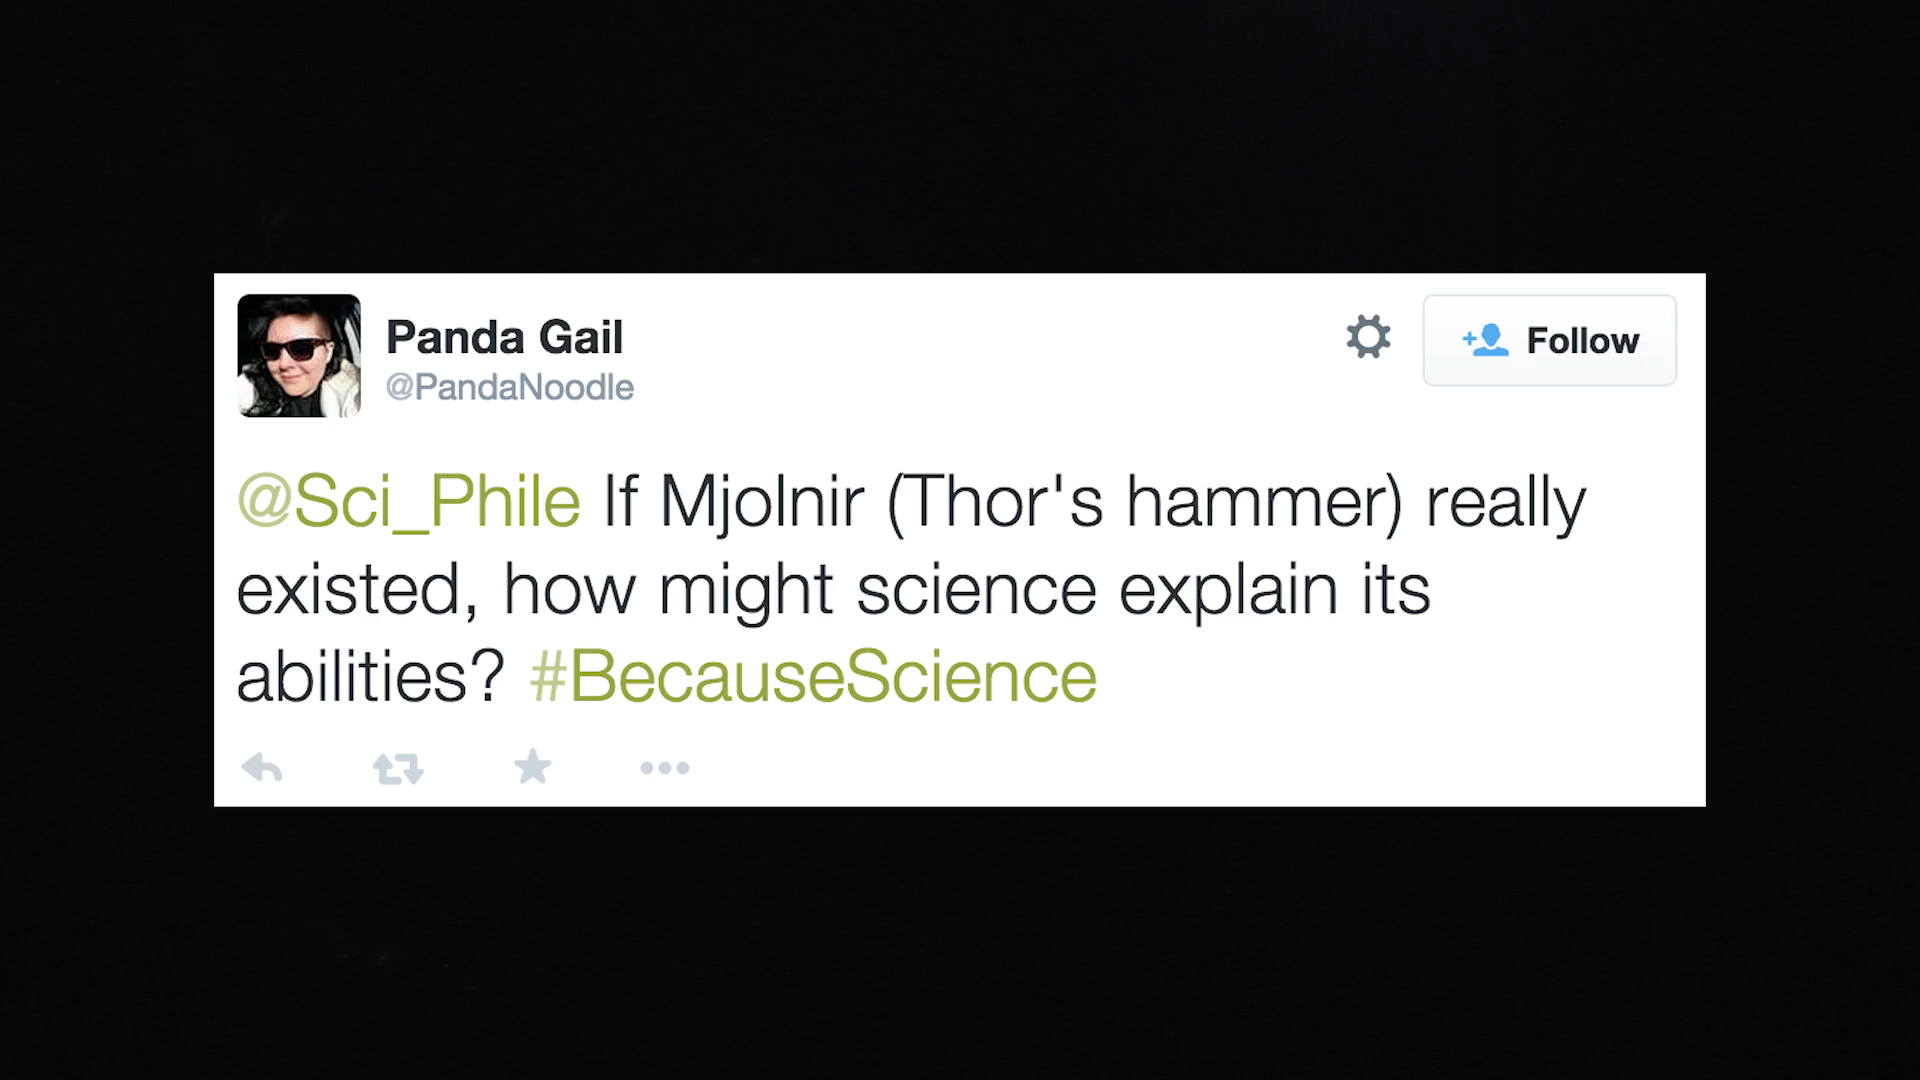 Panda Gail
@PandaNoodle
Follow
@Sci_Phile If Mjolnir (Thor's hammer) really
existed, how might science explain its
abilities? #BecauseScience